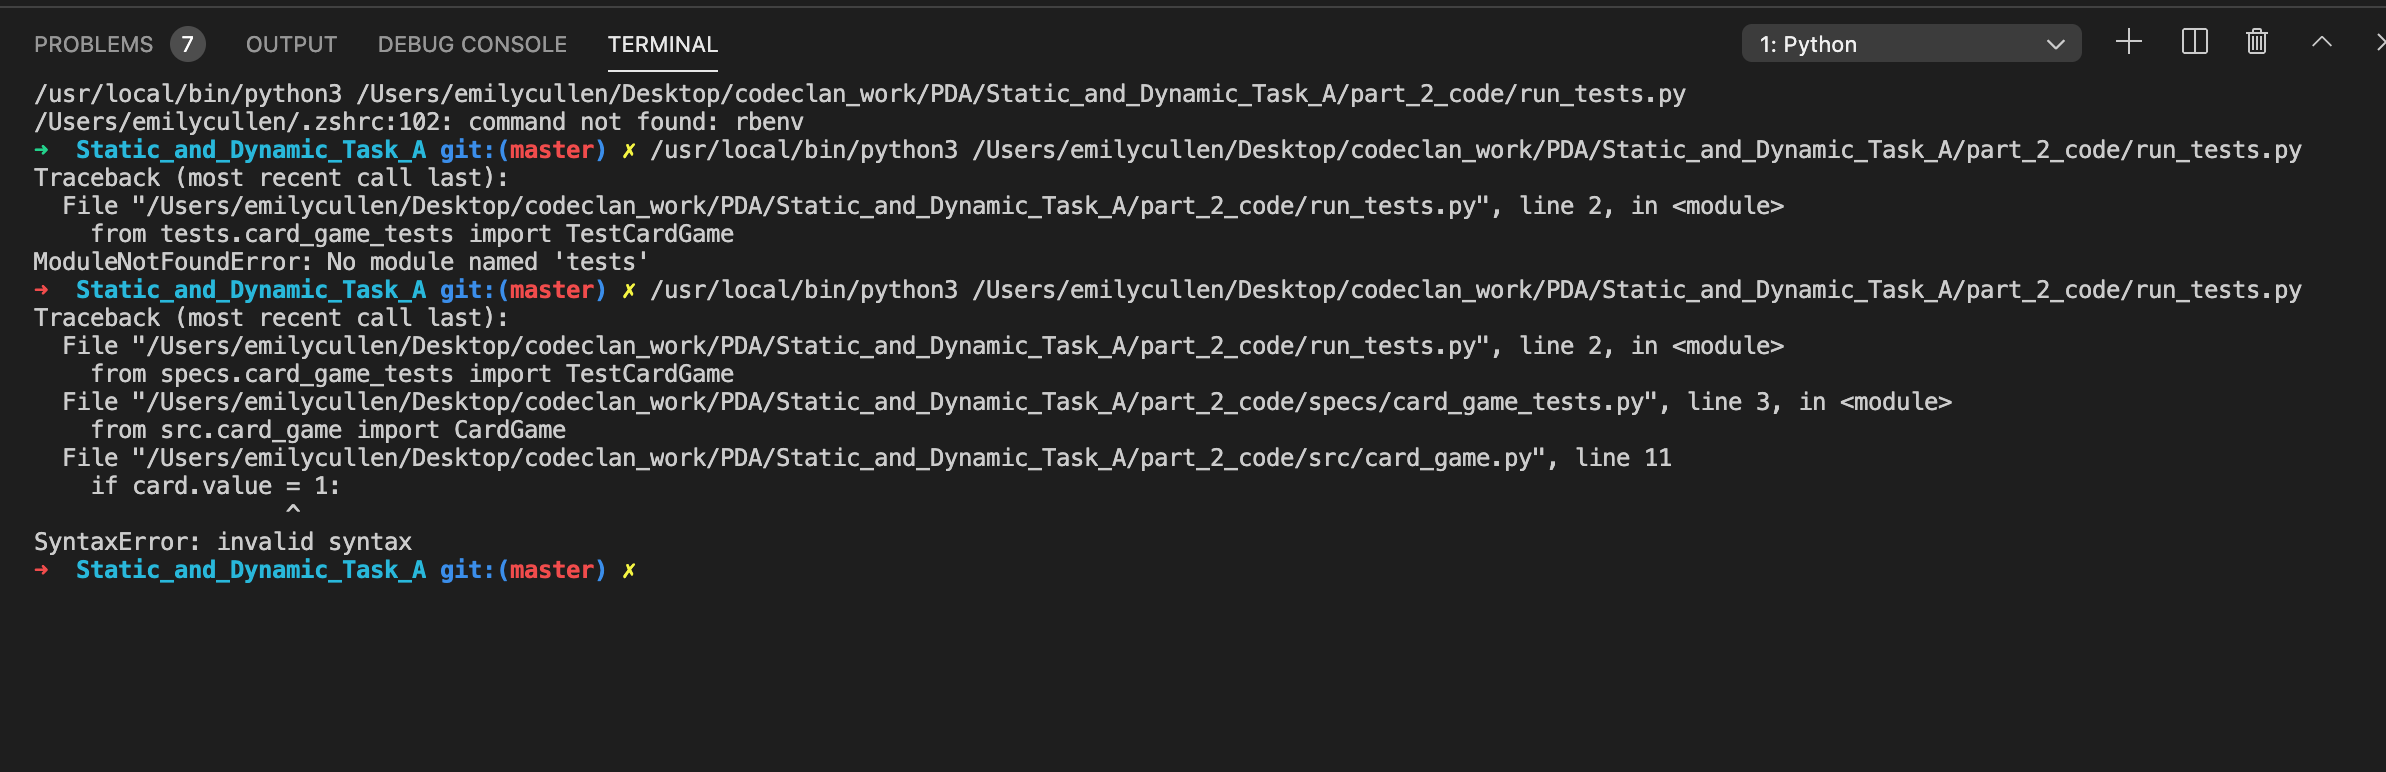 PROBLEMS 7 OUTPUT DEBUG CONSOLE TERMINAL 1: Python
/usr/local/bin/python3 /Users/emilycullen/Desktop/codeclan_work/PDA/Static_and_Dynamic_Task_A/part_2_code/run_tests.py
/Users/emilycullen/.zshrc:102: command not found: rbenv
➜  Static_and_Dynamic_Task_A git:(master) ✗ /usr/local/bin/python3 /Users/emilycullen/Desktop/codeclan_work/PDA/Static_and_Dynamic_Task_A/part_2_code/run_tests.py
Traceback (most recent call last):
  File "/Users/emilycullen/Desktop/codeclan_work/PDA/Static_and_Dynamic_Task_A/part_2_code/run_tests.py", line 2, in <module>
    from tests.card_game_tests import TestCardGame
ModuleNotFoundError: No module named 'tests'
➜  Static_and_Dynamic_Task_A git:(master) ✗ /usr/local/bin/python3 /Users/emilycullen/Desktop/codeclan_work/PDA/Static_and_Dynamic_Task_A/part_2_code/run_tests.py
Traceback (most recent call last):
  File "/Users/emilycullen/Desktop/codeclan_work/PDA/Static_and_Dynamic_Task_A/part_2_code/run_tests.py", line 2, in <module>
    from specs.card_game_tests import TestCardGame
  File "/Users/emilycullen/Desktop/codeclan_work/PDA/Static_and_Dynamic_Task_A/part_2_code/specs/card_game_tests.py", line 3, in <module>
    from src.card_game import CardGame
  File "/Users/emilycullen/Desktop/codeclan_work/PDA/Static_and_Dynamic_Task_A/part_2_code/src/card_game.py", line 11
    if card.value = 1:
                  ^
SyntaxError: invalid syntax
➜  Static_and_Dynamic_Task_A git:(master) ✗